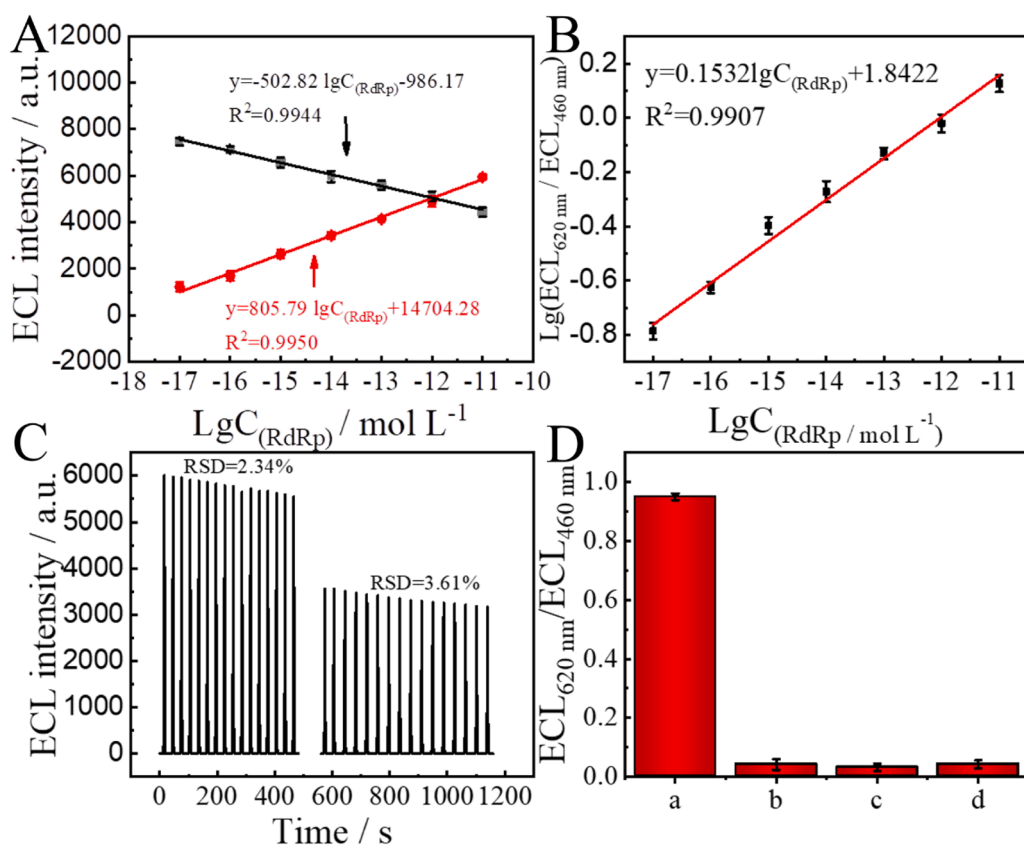 A
12000
10000
8000
6000
4000
2000
0
-2000
ECL intensity / a.u.
y=-502.82 lgC(RdRp)-986.17
R²=0.9944
y=805.79 lgC(RdRp)+14704.28
R²=0.9950
-17 -16 -15 -14 -13 -12 -11 -10
LgC(RdRp) / mol L⁻¹
B
0.2
0.0
-0.2
-0.4
-0.6
-0.8
Lg(ECL620 nm / ECL460 nm)
y=0.1532lgC(RdRp)+1.8422
R²=0.9907
-17 -16 -15 -14 -13 -12 -11
LgC(RdRp / mol L⁻¹)
C
6000
5000
4000
3000
2000
1000
0
ECL intensity / a.u.
RSD=2.34%
RSD=3.61%
0 200 400 600 800 1000 1200
Time / s
D
1.0
0.8
0.6
0.4
0.2
0.0
ECL620 nm/ECL460 nm
a b c d